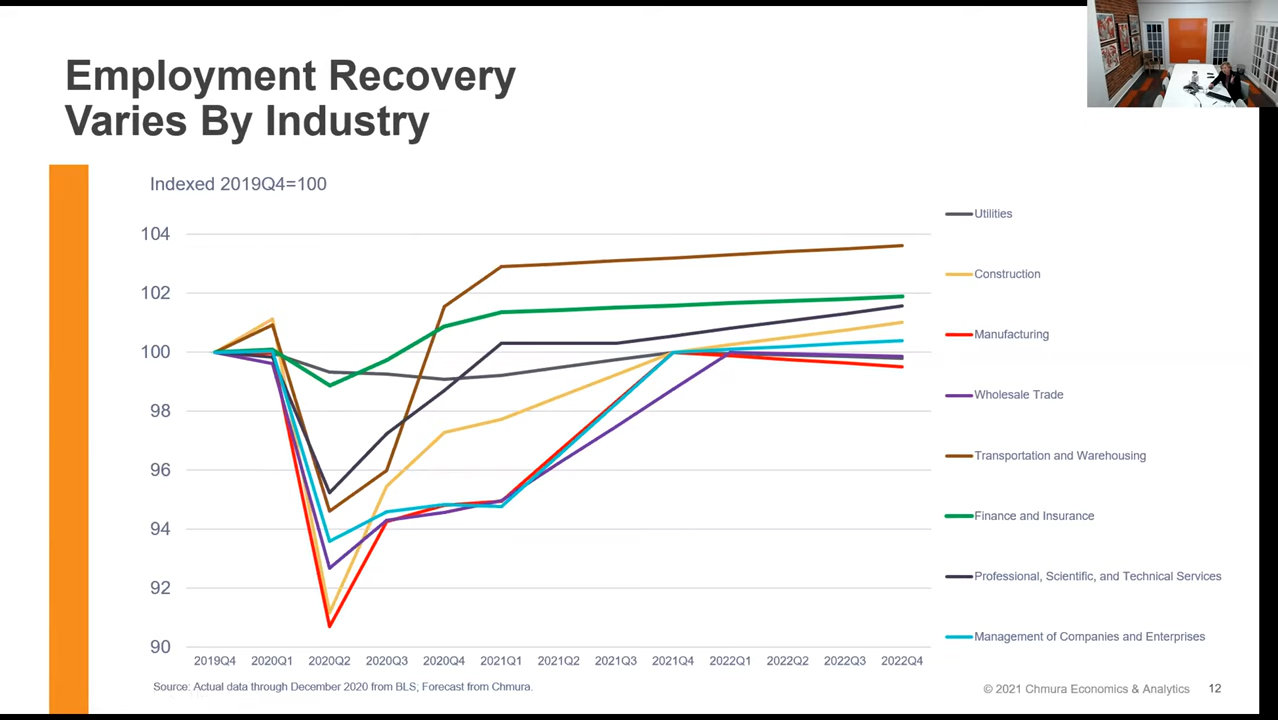 Employment Recovery
Varies By Industry
Indexed 2019Q4=100
104
102
100
98
96
94
92
90
2019Q4 2020Q1 2020Q2 2020Q3 2020Q4 2021Q1 2021Q2 2021Q3 2021Q4 2022Q1 2022Q2 2022Q3 2022Q4
Utilities
Construction
Manufacturing
Wholesale Trade
Transportation and Warehousing
Finance and Insurance
Professional, Scientific, and Technical Services
Management of Companies and Enterprises
Source: Actual data through December 2020 from BLS; Forecast from Chmura.
© 2021 Chmura Economics & Analytics 12